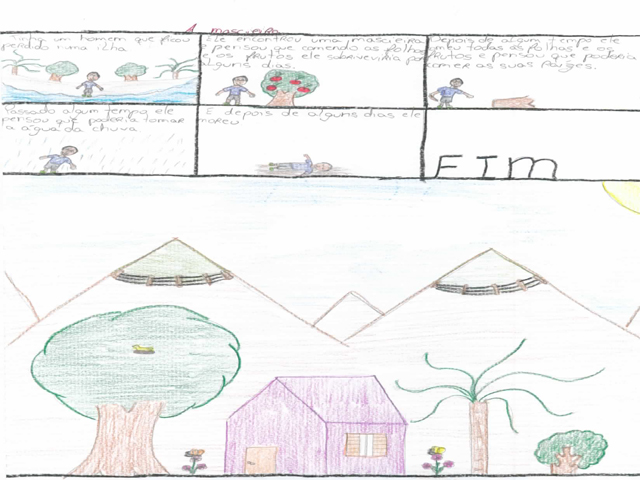 A mascieira
Tinha um homem que ficou
perdido numa ilha
Ele encontrou uma mascieira
e pensou que comendo as folhas
e os frutos ele sobreviviria por
alguns dias.
Depois de algum tempo ele
comeu todas as folhas e os
frutos e pensou que poderia
comer as suas raizes.
Passado algum tempo ele
pensou que poderia tomar
a agua da chuva
E depois de alguns dias ele
morreu
FIM